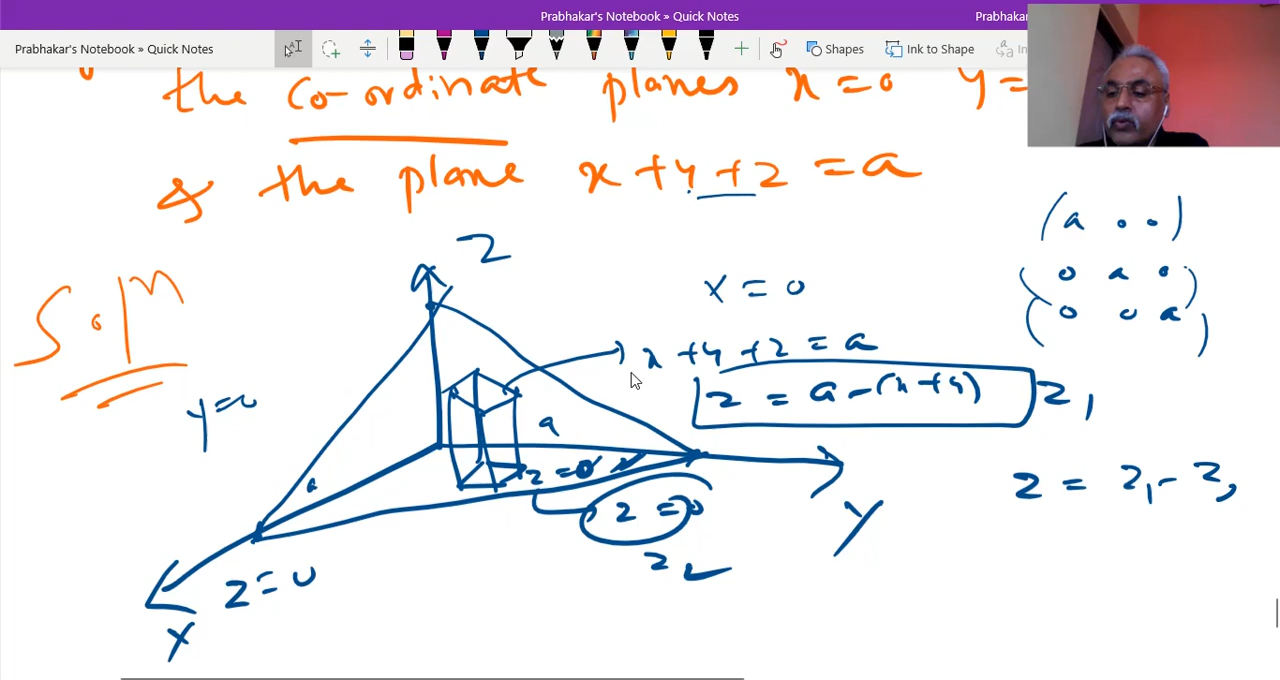 Prabhakar's Notebook » Quick Notes
Prabhakar's Notebook » Quick Notes
Shapes
Ink to Shape
the co-ordinate planes x=0 y=
& the plane x+y+z=a
Soln
(a 0 0)
(0 a 0)
(0 0 a)
z
x=0
x+y+z=a
z=a-(x+y) z1
y=0
a
z=0
z=0
z2
z=z1-z2
y
z=0
x